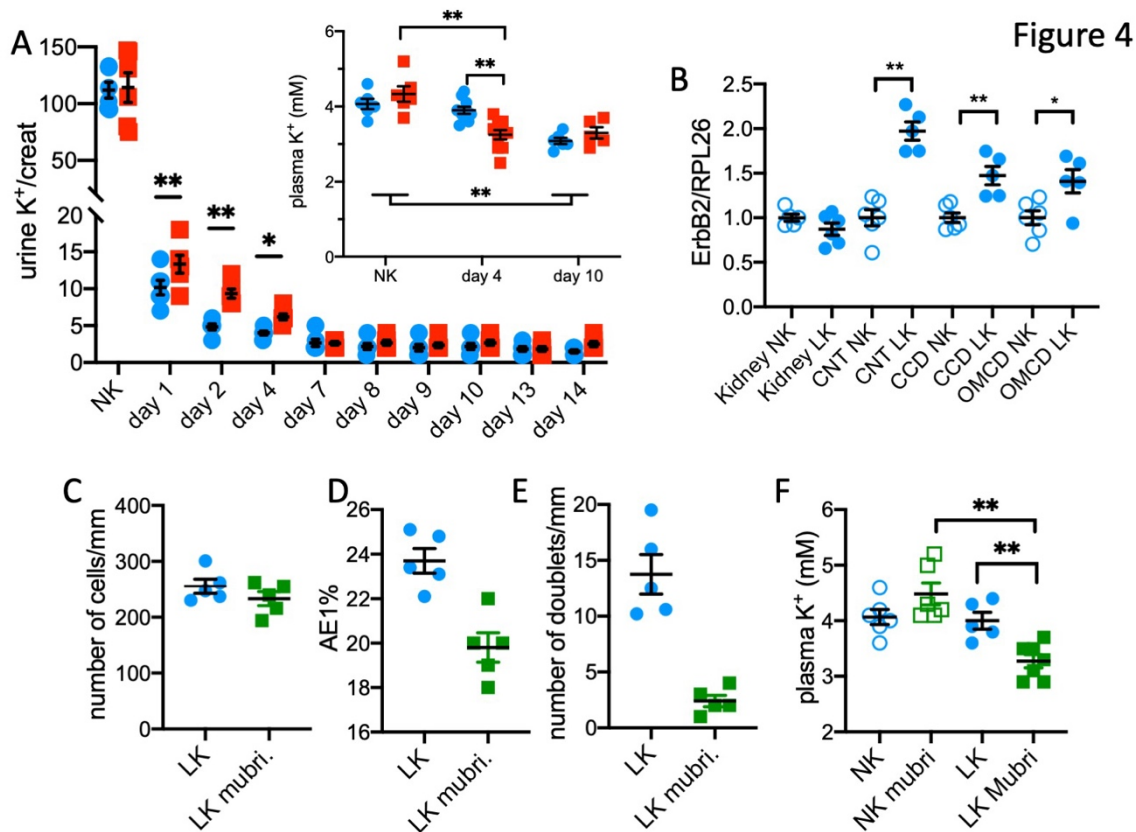 Figure 4
A
urine K⁺/creat
150
100
50
20
15
10
5
0
**
**
*
NK
day 1
day 2
day 4
day 7
day 8
day 9
day 10
day 13
day 14
plasma K⁺ (mM)
6
4
2
0
**
**
**
NK
day 4
day 10
B
ErbB2/RPL26
2.5
2.0
1.5
1.0
0.5
0.0
**
**
*
Kidney NK
Kidney LK
CNT NK
CNT LK
CCD NK
CCD LK
OMCD NK
OMCD LK
C
number of cells/mm
400
300
200
100
0
LK
LK mubri.
D
AE1%
26
24
22
20
18
16
LK
LK mubri.
E
number of doublets/mm
20
15
10
5
0
LK
LK mubri.
F
plasma K⁺ (mM)
6
5
4
3
2
**
**
NK
NK mubri
LK
LK Mubri